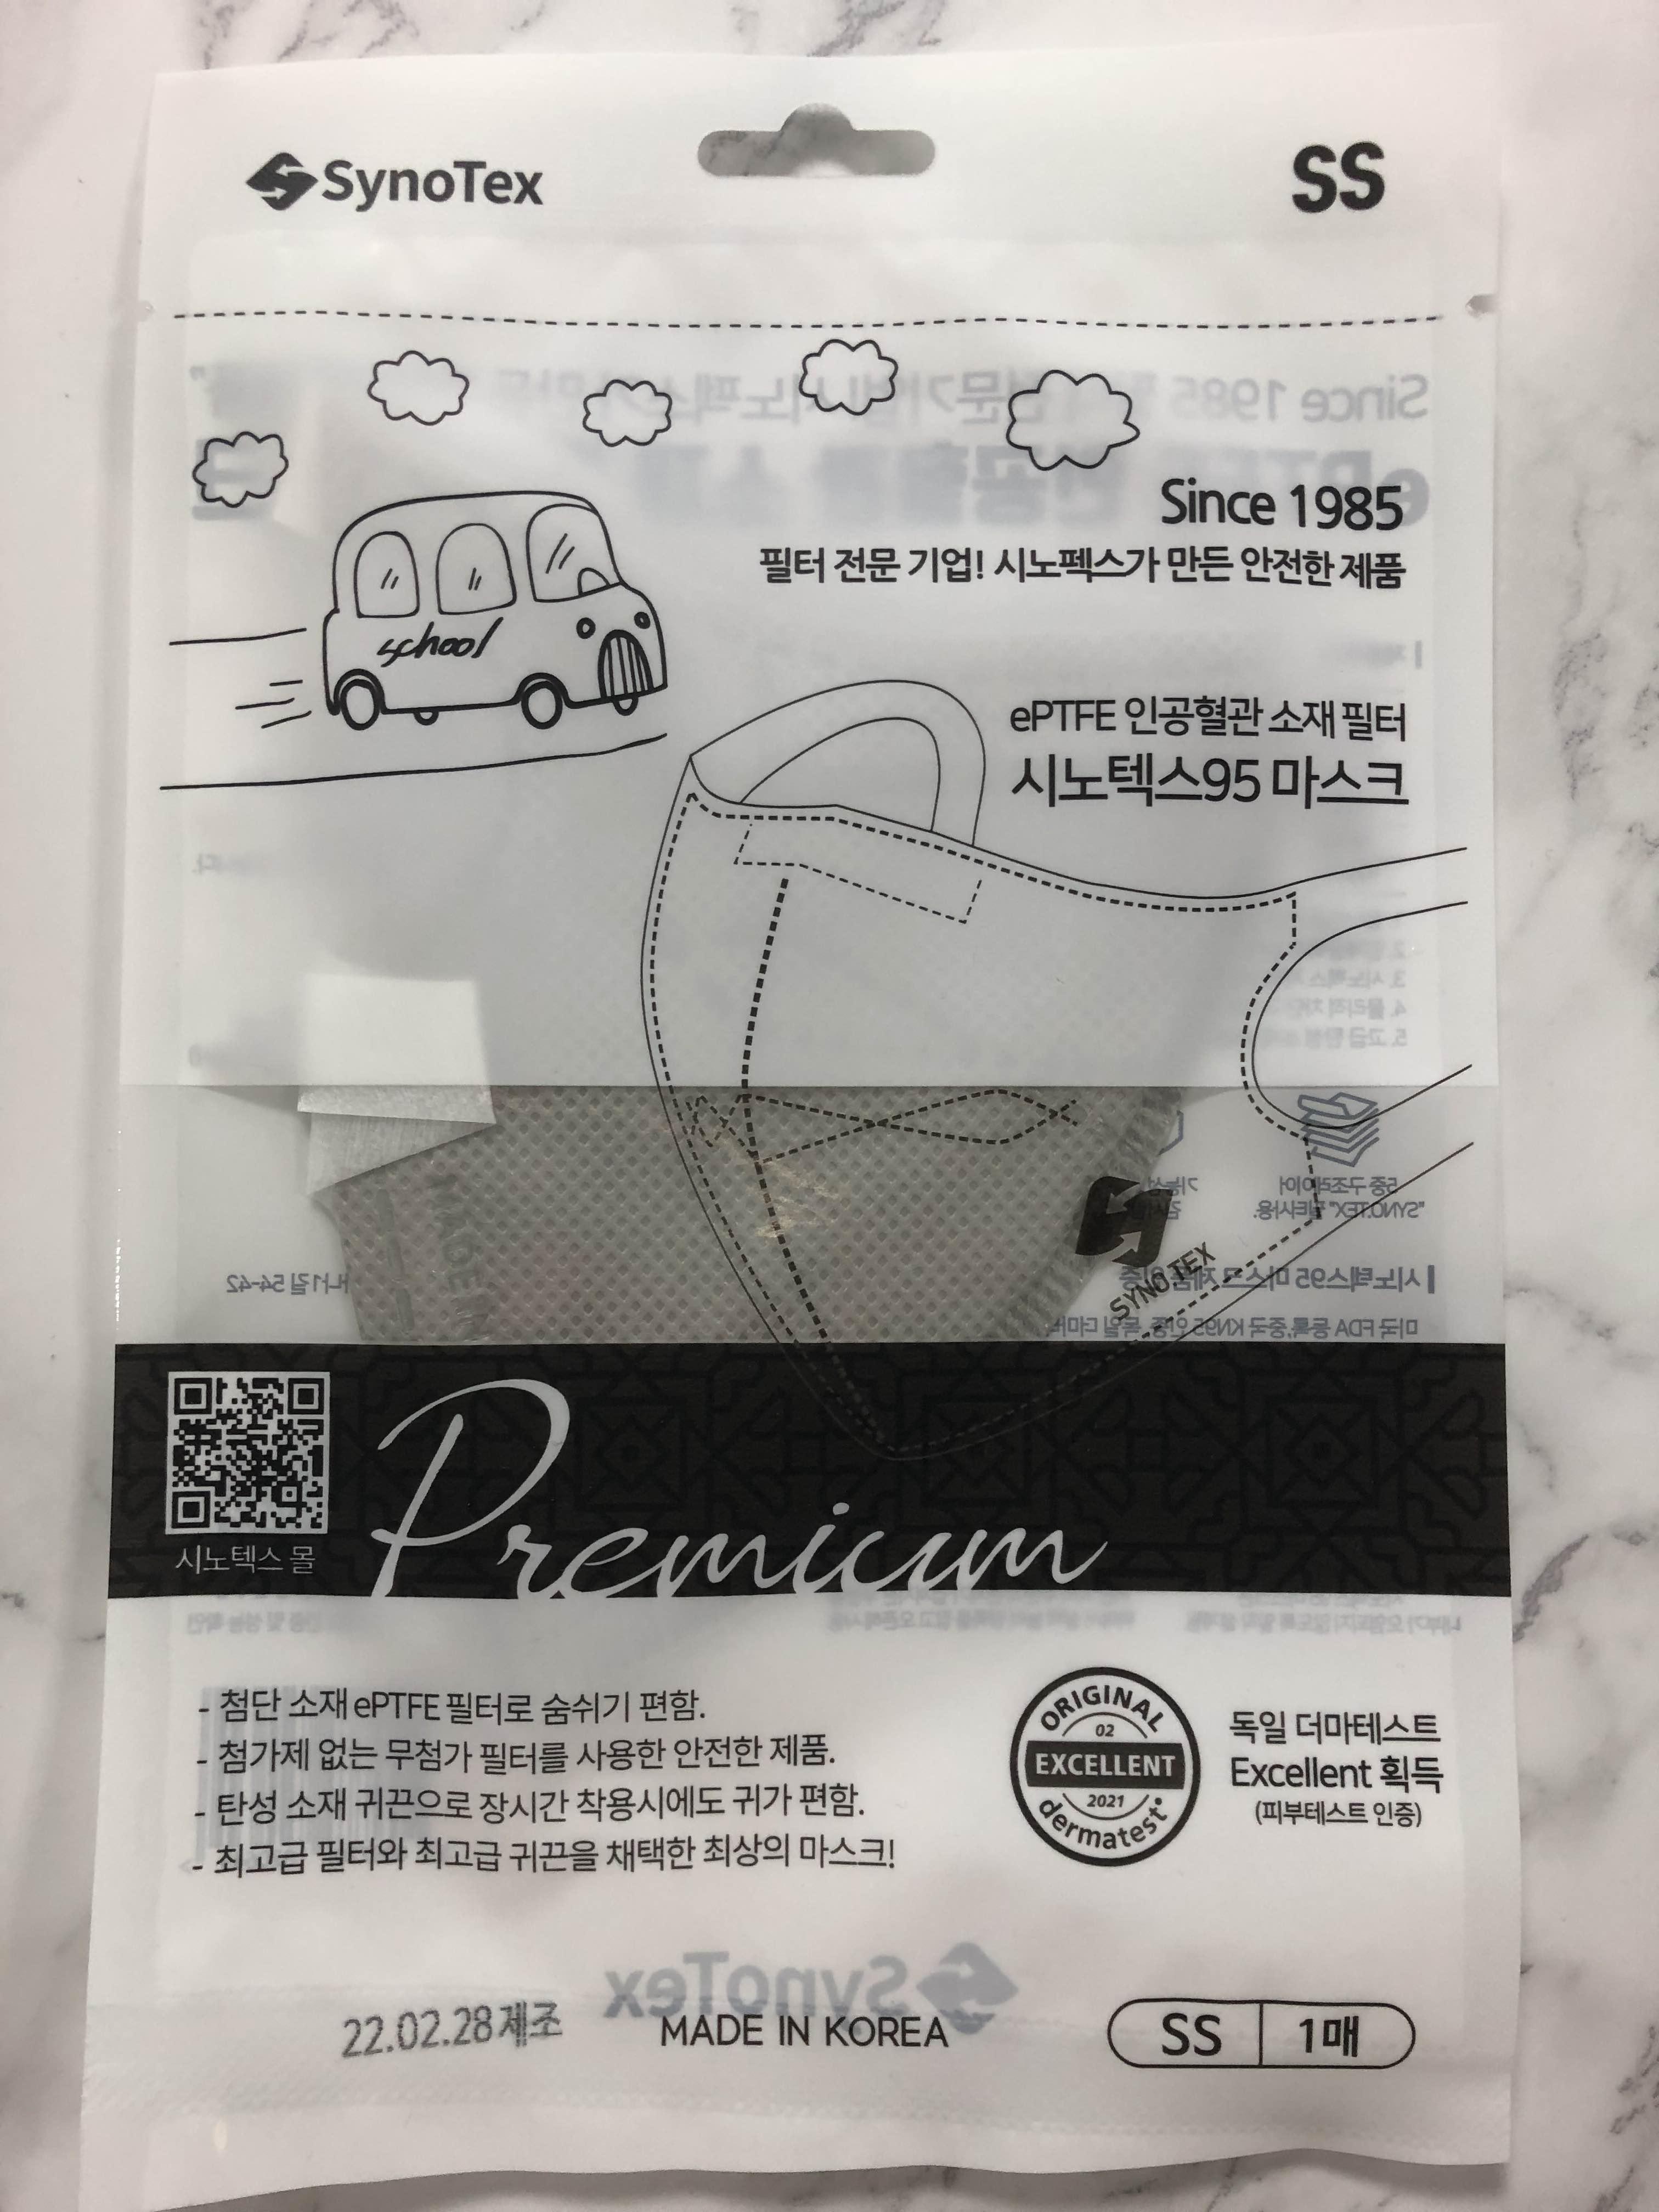 SynoTex
SS
Since 1985
필터 전문 기업! 시노펙스가 만든 안전한 제품
school
ePTFE 인공혈관 소재 필터
시노텍스95 마스크
SYNOTEX
시노텍스 몰
Premium
- 첨단 소재 ePTFE 필터로 숨쉬기 편함.
- 첨가제 없는 무첨가 필터를 사용한 안전한 제품.
- 탄성 소재 귀끈으로 장시간 착용시에도 귀가 편함.
- 최고급 필터와 최고급 귀끈을 채택한 최상의 마스크!
ORIGINAL
02
EXCELLENT
2021
dermatest
독일 더마테스트
Excellent 획득
(피부테스트 인증)
22.02.28제조
MADE IN KOREA
SS 1매